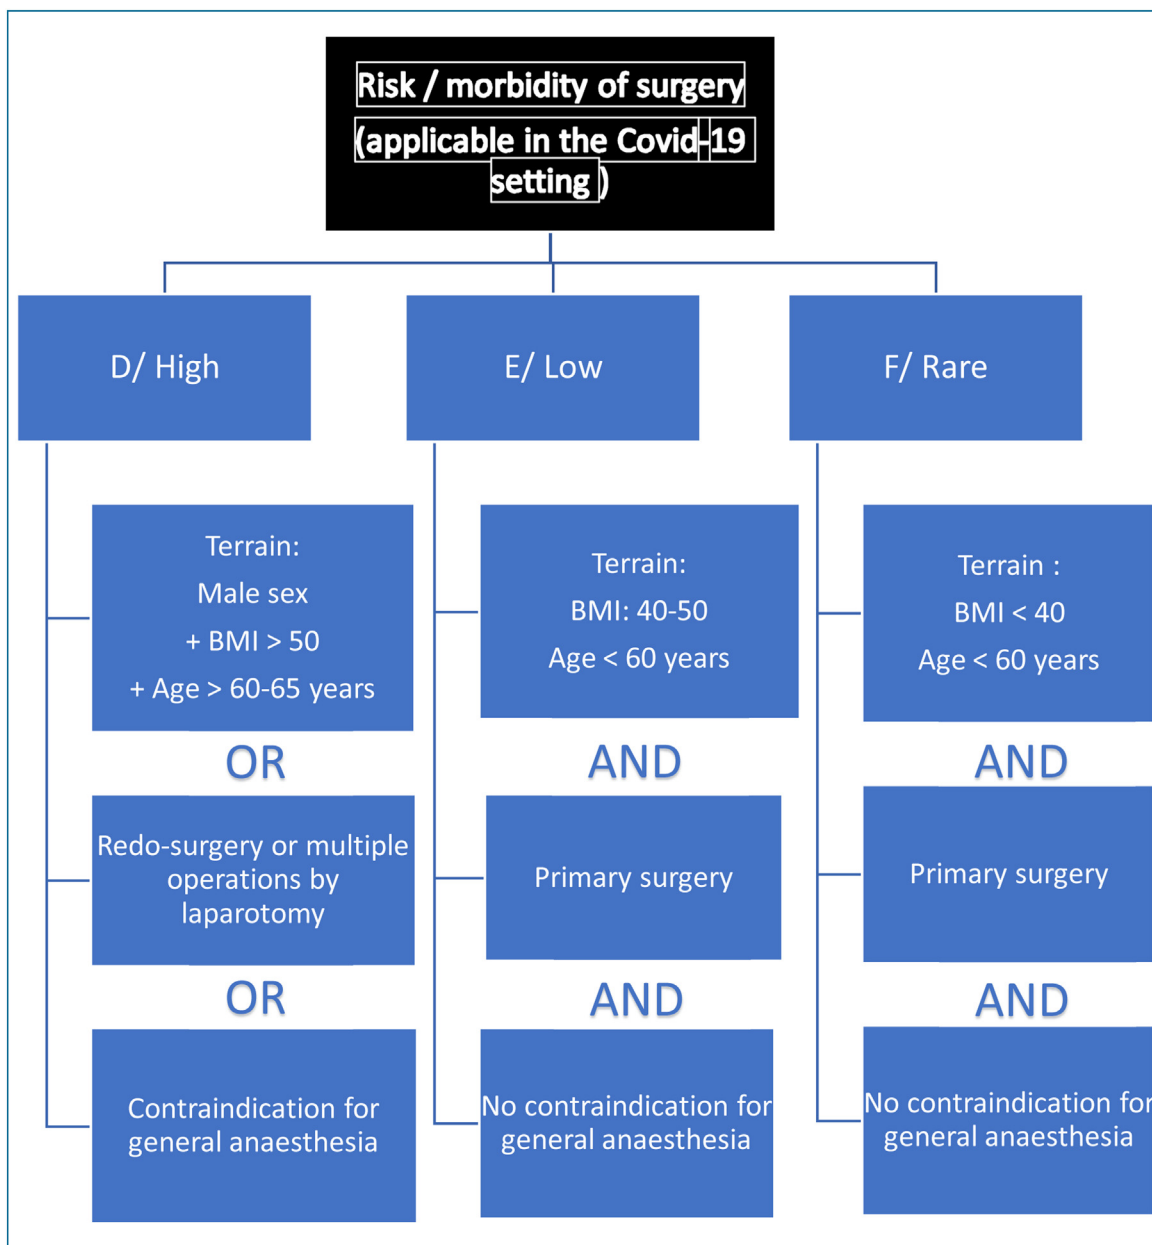 Risk / morbidity of surgery
(applicable in the Covid-19
setting )
D/ High
E/ Low
F/ Rare
Terrain:
Male sex
+ BMI > 50
+ Age > 60-65 years
OR
Redo-surgery or multiple
operations by
laparotomy
OR
Contraindication for
general anaesthesia
Terrain:
BMI: 40-50
Age < 60 years
AND
Primary surgery
AND
No contraindication for
general anaesthesia
Terrain :
BMI < 40
Age < 60 years
AND
Primary surgery
AND
No contraindication for
general anaesthesia